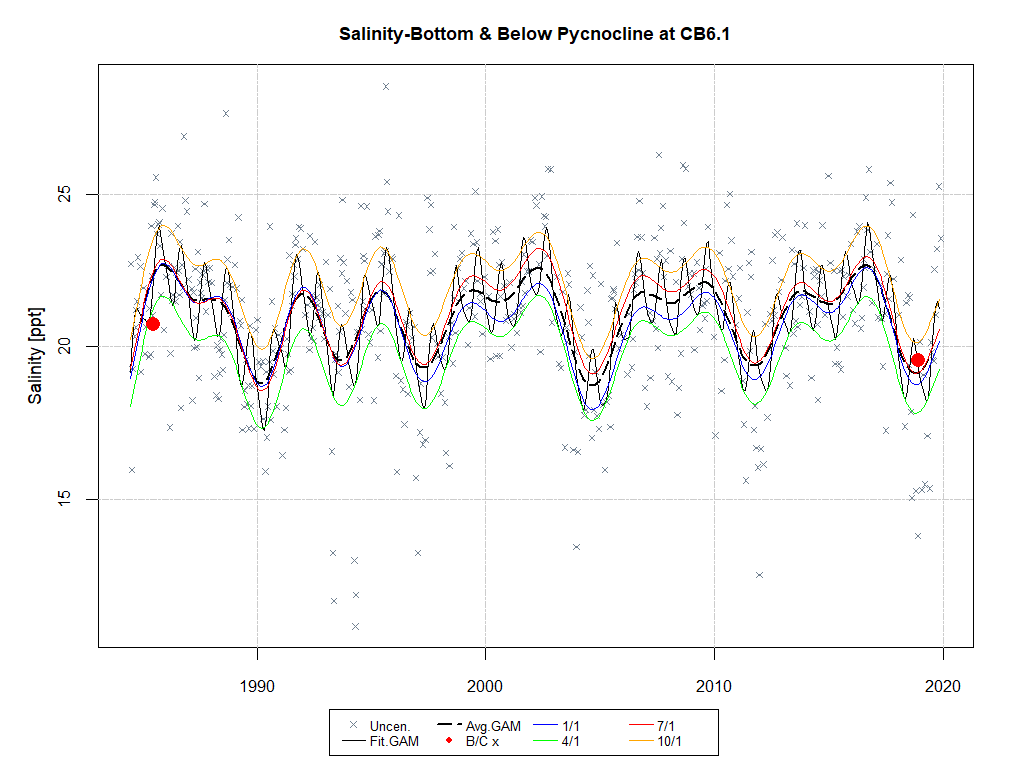 Salinity-Bottom & Below Pycnocline at CB6.1
Salinity [ppt]
25
20
15
1990 2000 2010 2020
Uncen. Avg.GAM 1/1 7/1
Fit.GAM B/C x 4/1 10/1